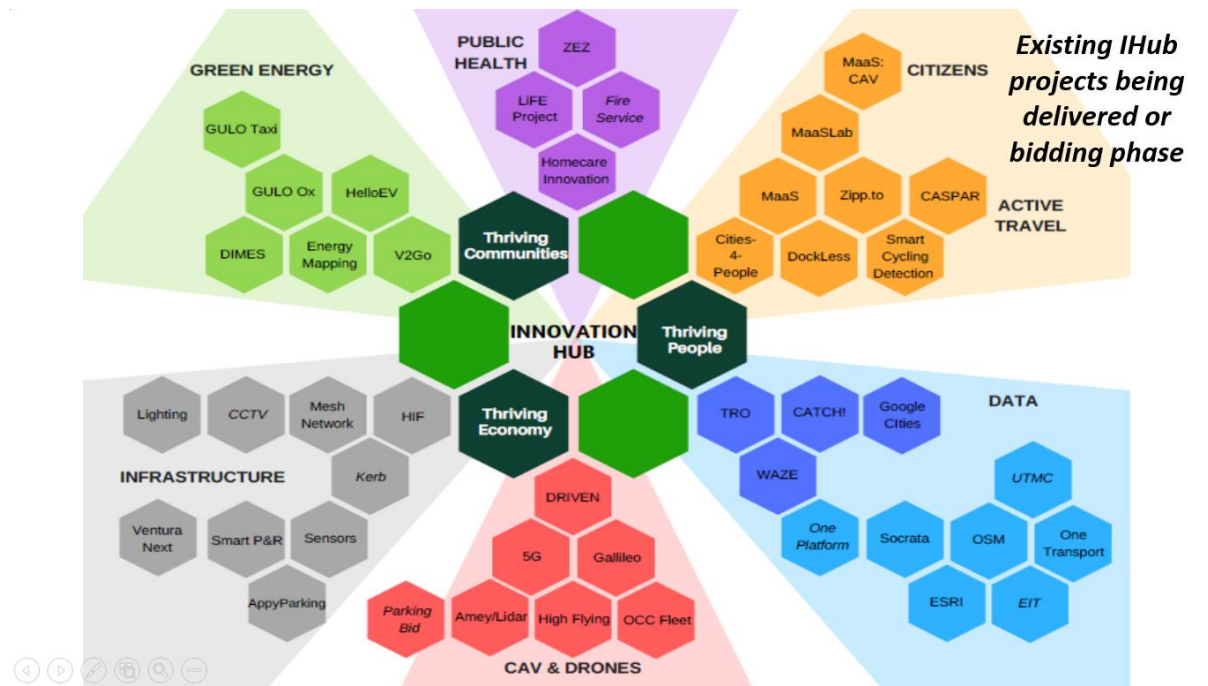 Existing IHub
projects being
delivered or
bidding phase
GREEN ENERGY
GULO Taxi
GULO Ox
HelloEV
DIMES
Energy
Mapping
V2Go
PUBLIC
HEALTH
ZEZ
LiFE
Project
Fire
Service
Homecare
Innovation
CITIZENS
MaaS:
CAV
MaaSLab
MaaS
Zipp.to
CASPAR
ACTIVE
TRAVEL
Cities-
4-
People
DockLess
Smart
Cycling
Detection
Thriving
Communities
INNOVATION
HUB
Thriving
People
Thriving
Economy
Lighting
CCTV
Mesh
Network
HIF
INFRASTRUCTURE
Kerb
Ventura
Next
Smart P&R
Sensors
AppyParking
DRIVEN
5G
Gallileo
Parking
Bid
Amey/Lidar
High Flying
OCC Fleet
CAV & DRONES
DATA
TRO
CATCH!
Google
CIties
WAZE
UTMC
One
Platform
Socrata
OSM
One
Transport
ESRI
EIT